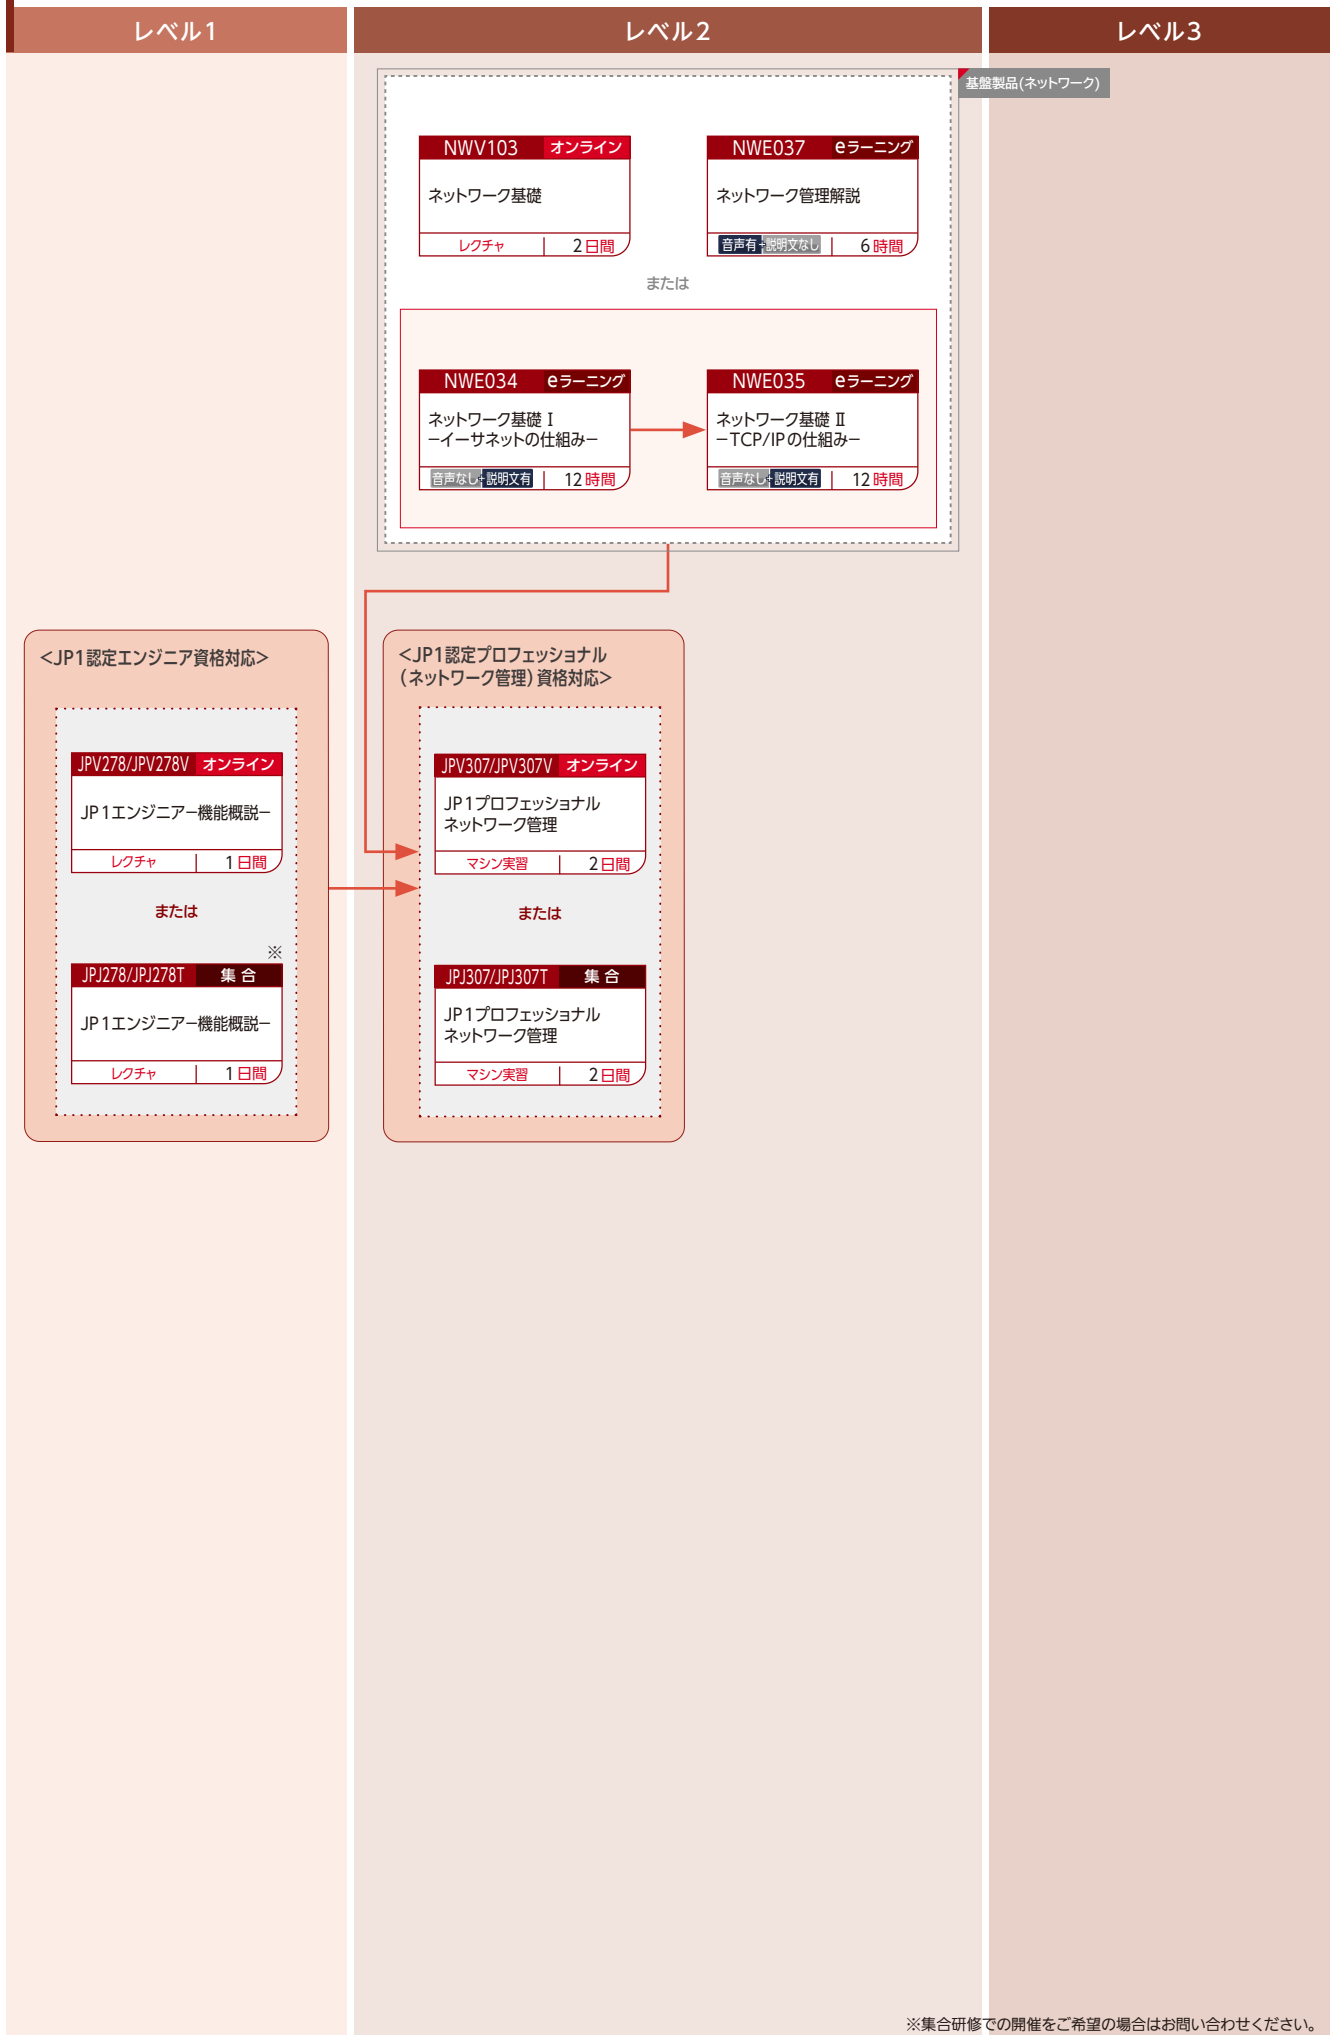 レベル1
レベル2
レベル3
基盤製品(ネットワーク)
NWV103 オンライン
ネットワーク基礎
レクチャ 2日間
NWE037 eラーニング
ネットワーク管理解説
音声有+説明文なし 6時間
または
NWE034 eラーニング
ネットワーク基礎 Ⅰ
－イーサネットの仕組み－
音声なし+説明文有 12時間
NWE035 eラーニング
ネットワーク基礎 Ⅱ
－TCP/IPの仕組み－
音声なし+説明文有 12時間
<JP1認定エンジニア資格対応>
JPV278/JPV278V オンライン
JP1エンジニア－機能概説－
レクチャ 1日間
または
※
JPJ278/JPJ278T 集合
JP1エンジニア－機能概説－
レクチャ 1日間
<JP1認定プロフェッショナル
（ネットワーク管理）資格対応>
JPV307/JPV307V オンライン
JP1プロフェッショナル
ネットワーク管理
マシン実習 2日間
または
JPJ307/JPJ307T 集合
JP1プロフェッショナル
ネットワーク管理
マシン実習 2日間
※集合研修での開催をご希望の場合はお問い合わせください。